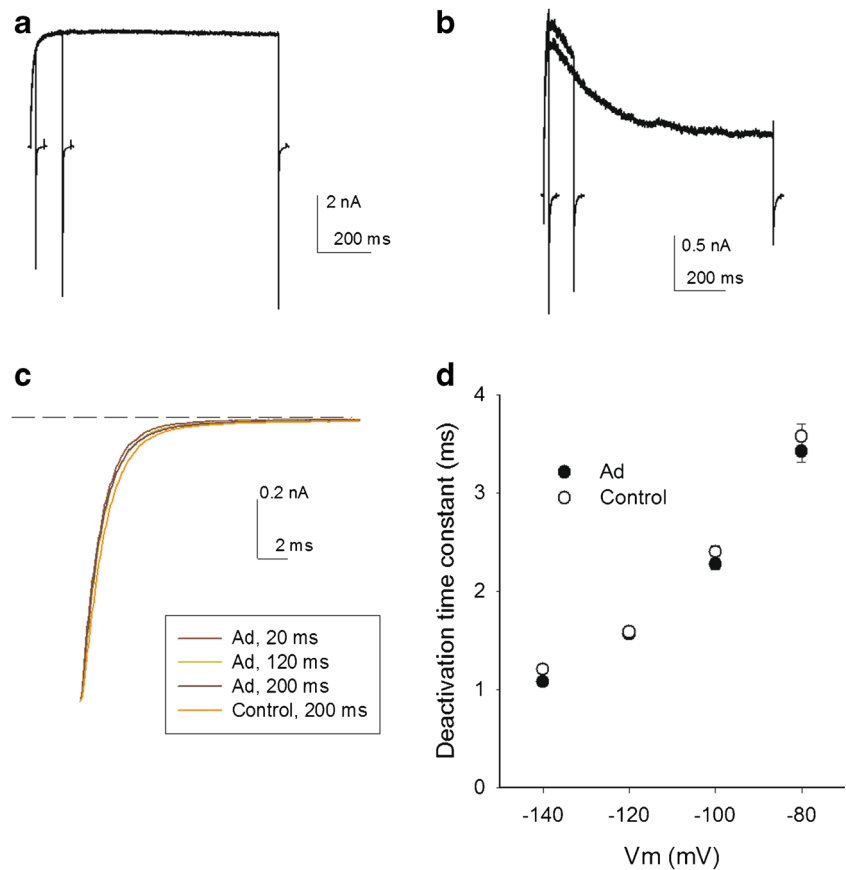 a
2 nA
200 ms
b
0.5 nA
200 ms
c
0.2 nA
2 ms
Ad, 20 ms
Ad, 120 ms
Ad, 200 ms
Control, 200 ms
d
Deactivation time constant (ms)
4
3
2
1
0
Ad
Control
-140
-120
-100
-80
Vm (mV)